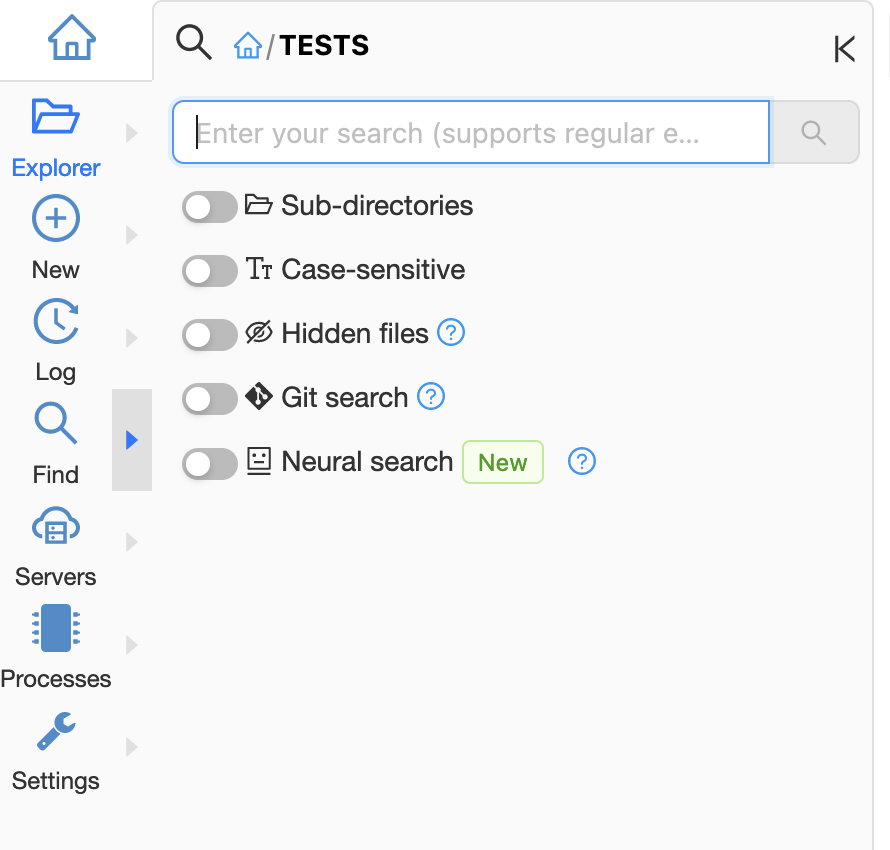 / TESTS
Enter your search (supports regular e...
Sub-directories
Case-sensitive
Hidden files
Git search
Neural search New
Explorer
New
Log
Find
Servers
Processes
Settings